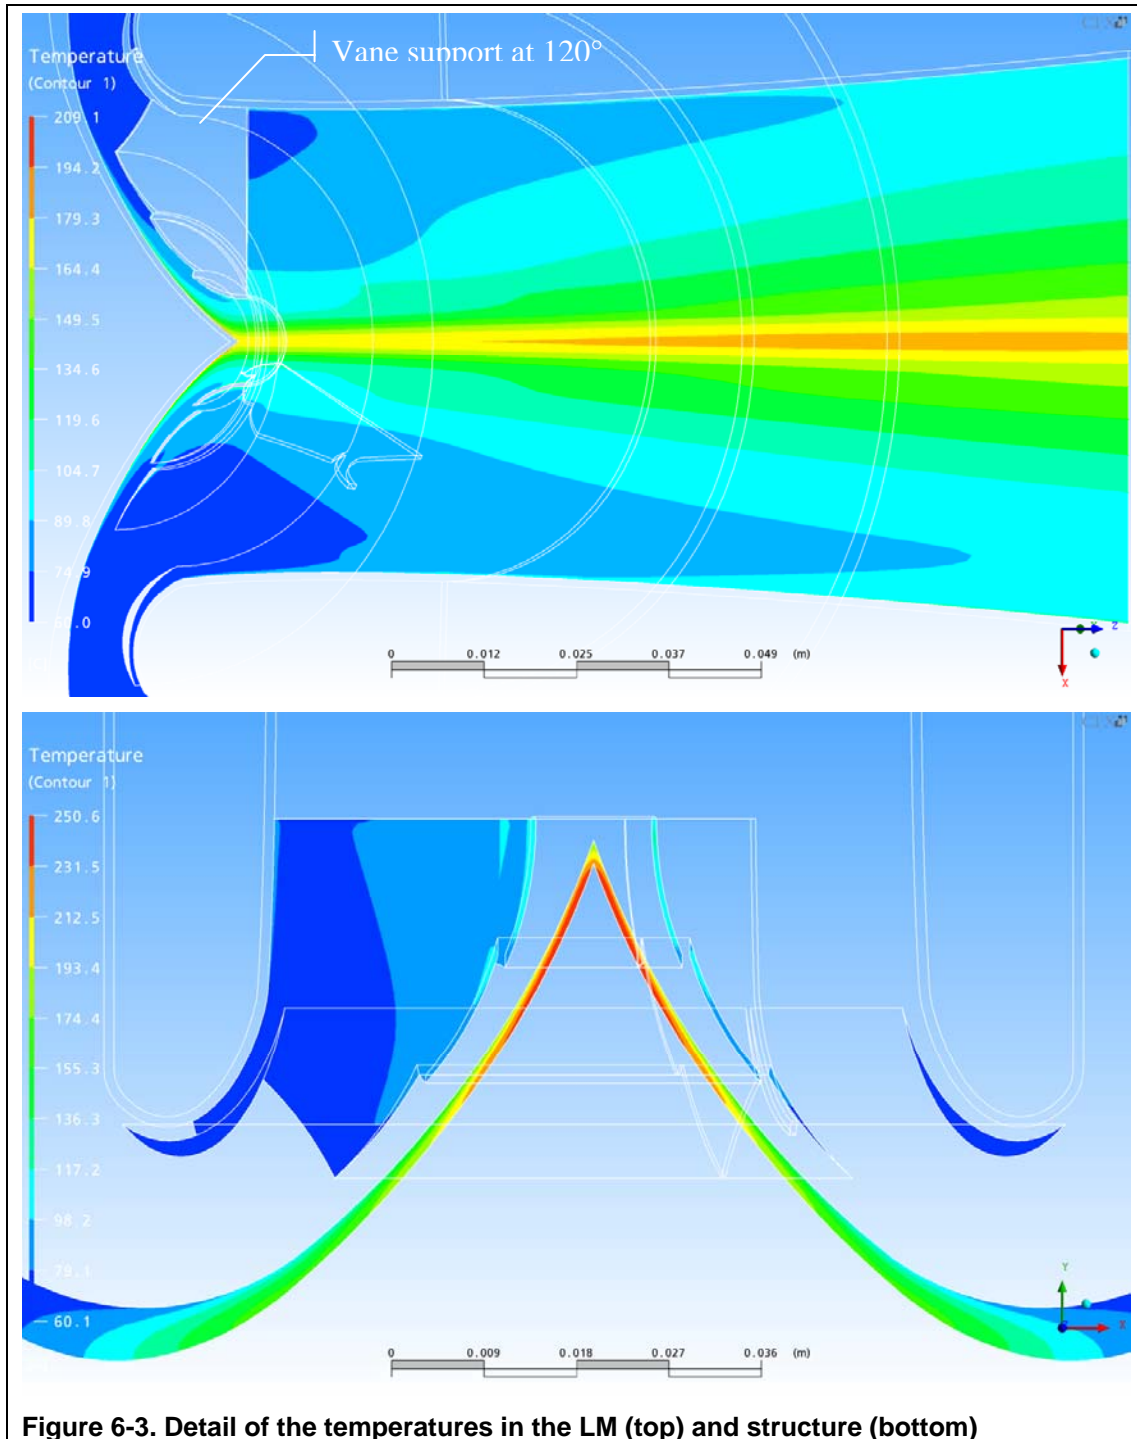 Vane support at 120°
Temperature
(Contour 1)
209.1
194.2
179.3
164.4
149.5
134.6
119.6
104.7
89.8
74.9
60.0
0 0.012 0.025 0.037 0.049 (m)
Z
X
Temperature
(Contour 1)
250.6
231.5
212.5
193.4
174.4
155.3
136.3
117.2
98.2
79.1
60.1
Y
X
0 0.009 0.018 0.027 0.036 (m)
Figure 6-3. Detail of the temperatures in the LM (top) and structure (bottom)